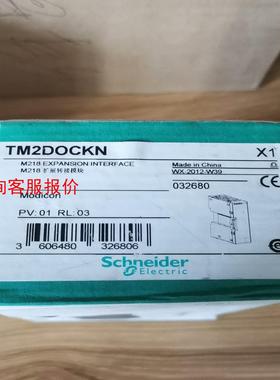 TM2DOCKN
X1
M218 EXPANSION INTERFACE
M218 扩展转接模块
Made in China
WX-2012-W39
询客服报价
032680
Modicon
PV:01 RL:03
3 606480 326806
Schneider
Electric